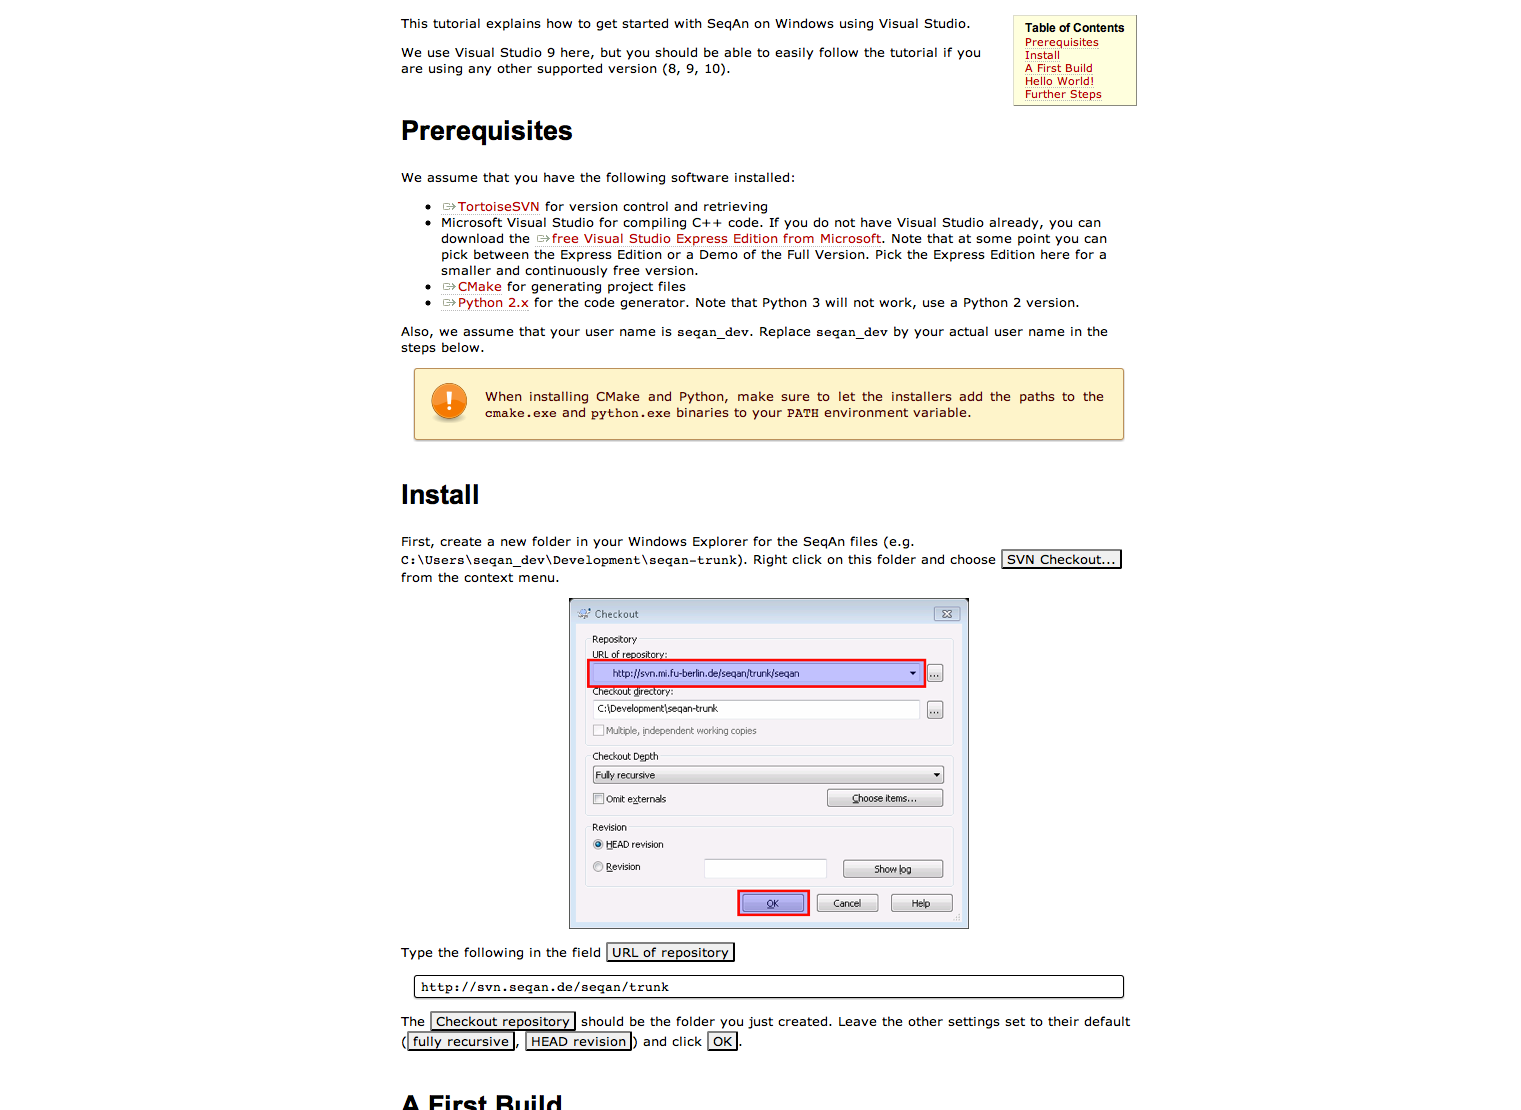 This tutorial explains how to get started with SeqAn on Windows using Visual Studio.
We use Visual Studio 9 here, but you should be able to easily follow the tutorial if you
are using any other supported version (8, 9, 10).
Table of Contents
Prerequisites
Install
A First Build
Hello World!
Further Steps
Prerequisites
We assume that you have the following software installed:
TortoiseSVN for version control and retrieving
Microsoft Visual Studio for compiling C++ code. If you do not have Visual Studio already, you can
download the free Visual Studio Express Edition from Microsoft. Note that at some point you can
pick between the Express Edition or a Demo of the Full Version. Pick the Express Edition here for a
smaller and continuously free version.
CMake for generating project files
Python 2.x for the code generator. Note that Python 3 will not work, use a Python 2 version.
Also, we assume that your user name is seqan_dev. Replace seqan_dev by your actual user name in the
steps below.
When installing CMake and Python, make sure to let the installers add the paths to the
cmake.exe and python.exe binaries to your PATH environment variable.
Install
First, create a new folder in your Windows Explorer for the SeqAn files (e.g.
C:\Users\seqan_dev\Development\seqan-trunk). Right click on this folder and choose SVN Checkout...
from the context menu.
Checkout
Repository
URL of repository:
http://svn.mi.fu-berlin.de/seqan/trunk/seqan
...
Checkout directory:
C:\Development\seqan-trunk
...
Multiple, independent working copies
Checkout Depth
Fully recursive
Omit externals
Choose items...
Revision
HEAD revision
Revision
Show log
OK
Cancel
Help
Type the following in the field URL of repository
http://svn.seqan.de/seqan/trunk
The Checkout repository should be the folder you just created. Leave the other settings set to their default
(fully recursive, HEAD revision) and click OK.
A First Build